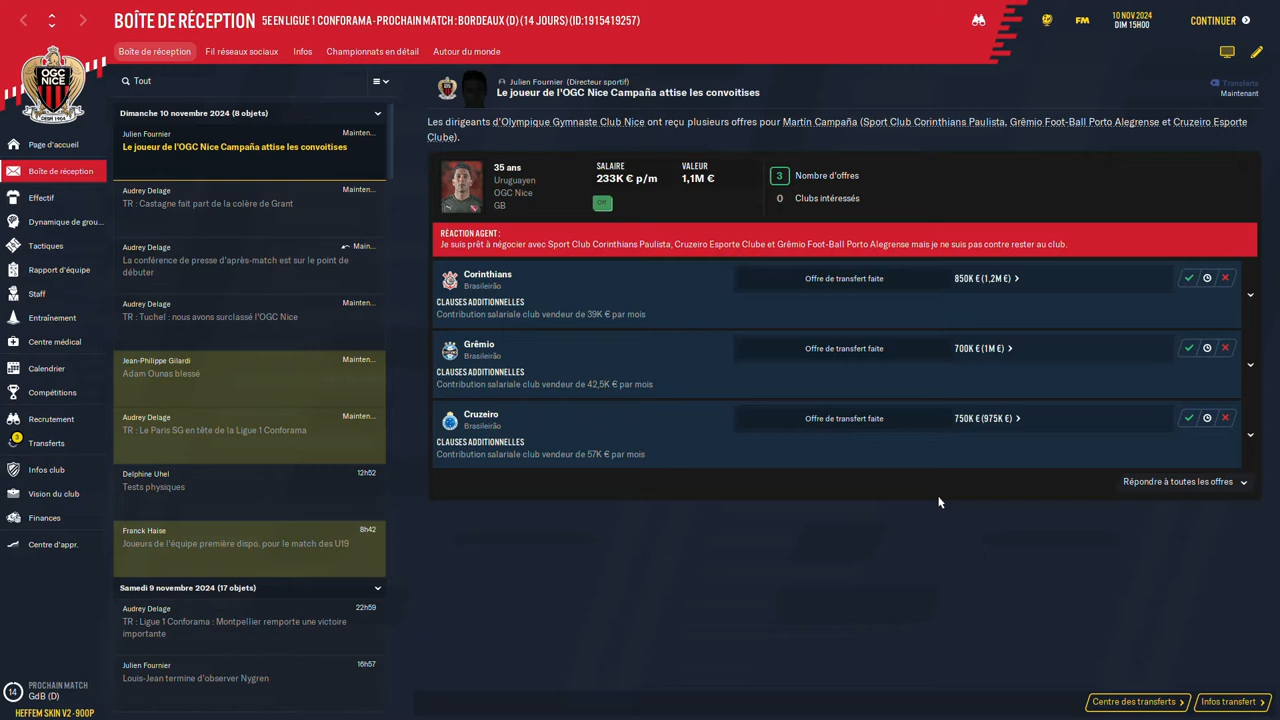 BOÎTE DE RÉCEPTION
5E EN LIGUE 1 CONFORAMA - PROCHAIN MATCH : BORDEAUX (D) (14 JOURS) (ID:1915419257)
FM
10 NOV 2024
DIM 15H00
CONTINUER
Boîte de réception
Fil réseaux sociaux
Infos
Championnats en détail
Autour du monde
OGC NICE
Tout
Page d'accueil
Boîte de réception
Effectif
Dynamique de grou...
Tactiques
Rapport d'équipe
Staff
Entraînement
Centre médical
Calendrier
Compétitions
Recrutement
3
Transferts
Infos club
Vision du club
Finances
Centre d'appr.
14
PROCHAIN MATCH
GdB (D)
HEFFEM SKIN V2 - 900P
Dimanche 10 novembre 2024 (8 objets)
Julien Fournier Mainten...
Le joueur de l'OGC Nice Campaña attise les convoitises
Audrey Delage Mainten...
TR : Castagne fait part de la colère de Grant
Audrey Delage Main...
La conférence de presse d'après-match est sur le point de
débuter
Audrey Delage Mainten...
TR : Tuchel : nous avons surclassé l'OGC Nice
Jean-Philippe Gilardi Mainten...
Adam Ounas blessé
Audrey Delage Mainten...
TR : Le Paris SG en tête de la Ligue 1 Conforama
Delphine Uhel 12h52
Tests physiques
Franck Haise 8h42
Joueurs de l'équipe première dispo. pour le match des U19
Samedi 9 novembre 2024 (17 objets)
Audrey Delage 22h59
TR : Ligue 1 Conforama : Montpellier remporte une victoire
importante
Julien Fournier 16h57
Louis-Jean termine d'observer Nygren
Julien Fournier (Directeur sportif)
Le joueur de l'OGC Nice Campaña attise les convoitises
Transferts
Maintenant
Les dirigeants d'Olympique Gymnaste Club Nice ont reçu plusieurs offres pour Martín Campaña (Sport Club Corinthians Paulista, Grêmio Foot-Ball Porto Alegrense et Cruzeiro Esporte
Clube).
35 ans
Uruguayen
OGC Nice
GB
SALAIRE
233K € p/m
Off
VALEUR
1,1M €
3 Nombre d'offres
0 Clubs intéressés
RÉACTION AGENT :
Je suis prêt à négocier avec Sport Club Corinthians Paulista, Cruzeiro Esporte Clube et Grêmio Foot-Ball Porto Alegrense mais je ne suis pas contre rester au club.
Corinthians
Brasileirão
Offre de transfert faite 850K € (1,2M €)
CLAUSES ADDITIONNELLES
Contribution salariale club vendeur de 39K € par mois
Grêmio
Brasileirão
Offre de transfert faite 700K € (1M €)
CLAUSES ADDITIONNELLES
Contribution salariale club vendeur de 42,5K € par mois
Cruzeiro
Brasileirão
Offre de transfert faite 750K € (975K €)
CLAUSES ADDITIONNELLES
Contribution salariale club vendeur de 57K € par mois
Répondre à toutes les offres
Centre des transferts
Infos transfert